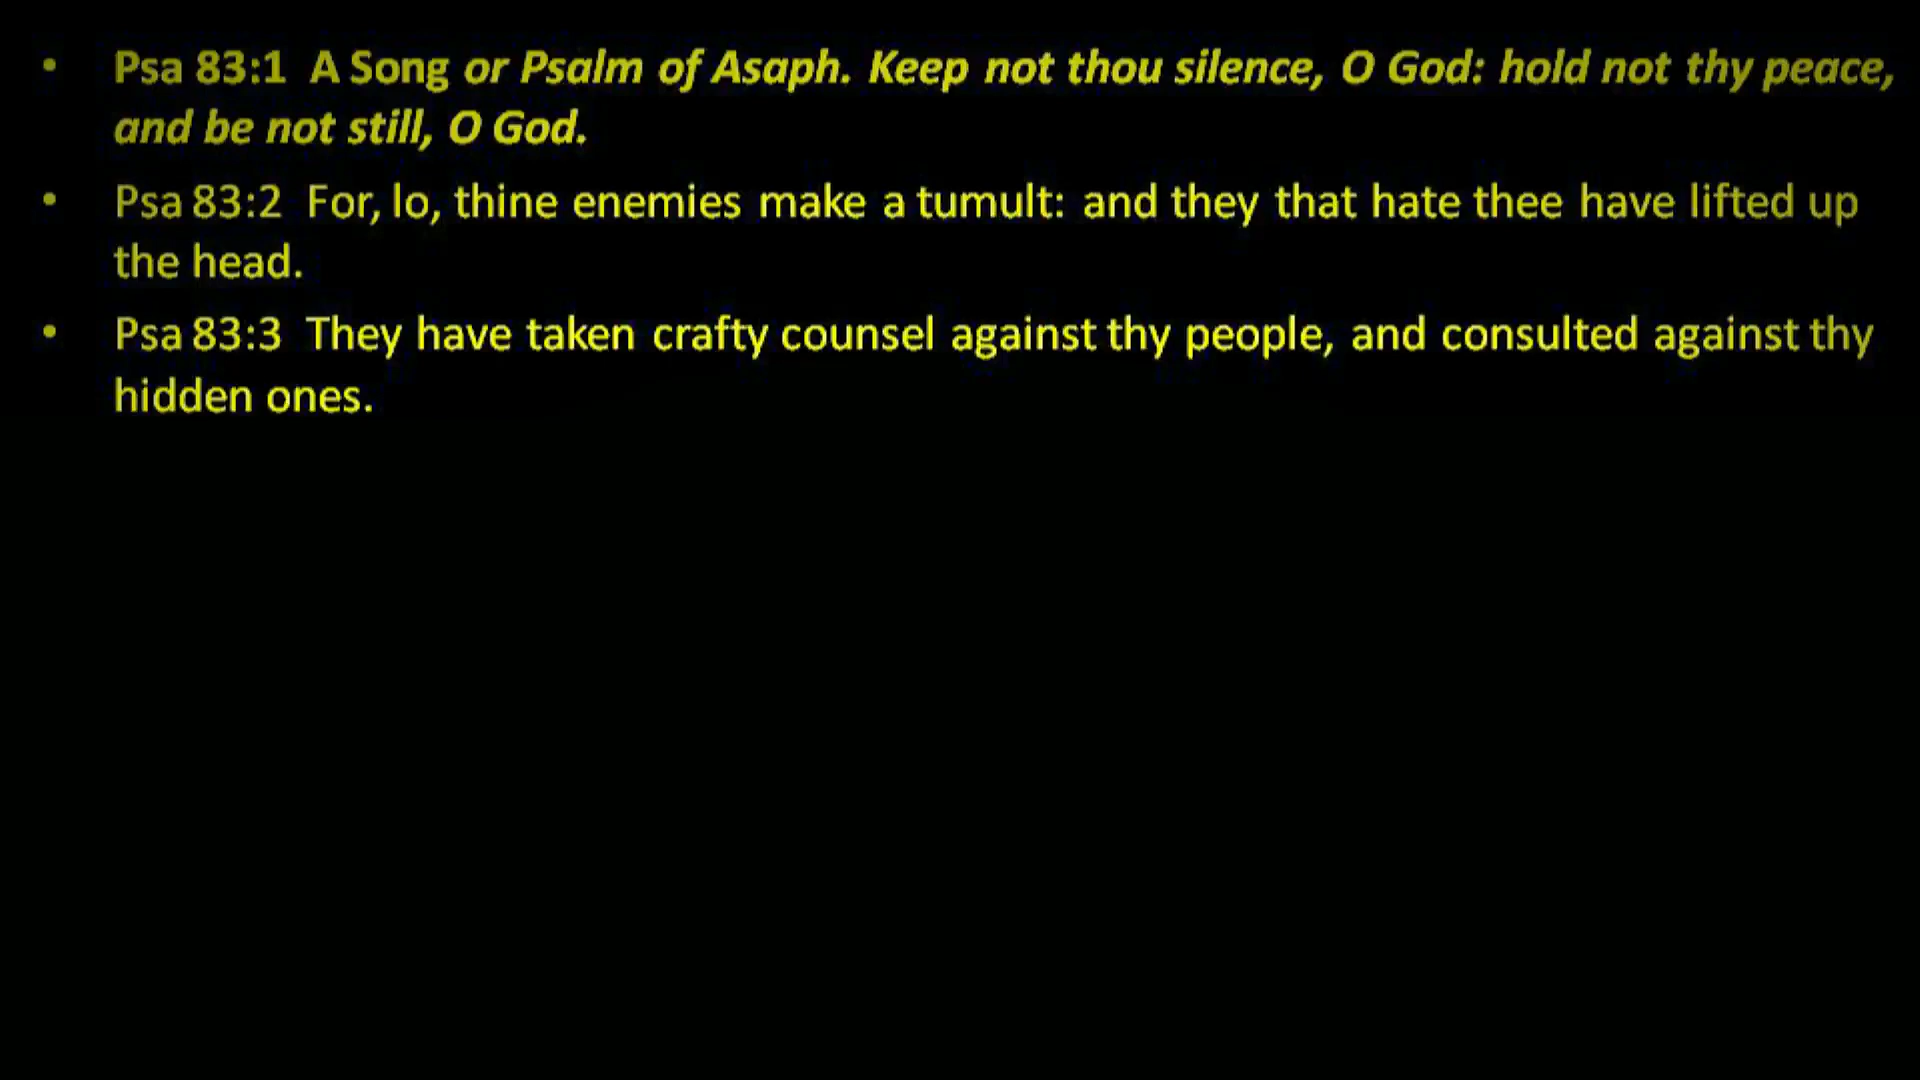 • Psa 83:1 A Song or Psalm of Asaph. Keep not thou silence, O God: hold not thy peace,
and be not still, O God.
• Psa 83:2 For, lo, thine enemies make a tumult: and they that hate thee have lifted up
the head.
• Psa 83:3 They have taken crafty counsel against thy people, and consulted against thy
hidden ones.